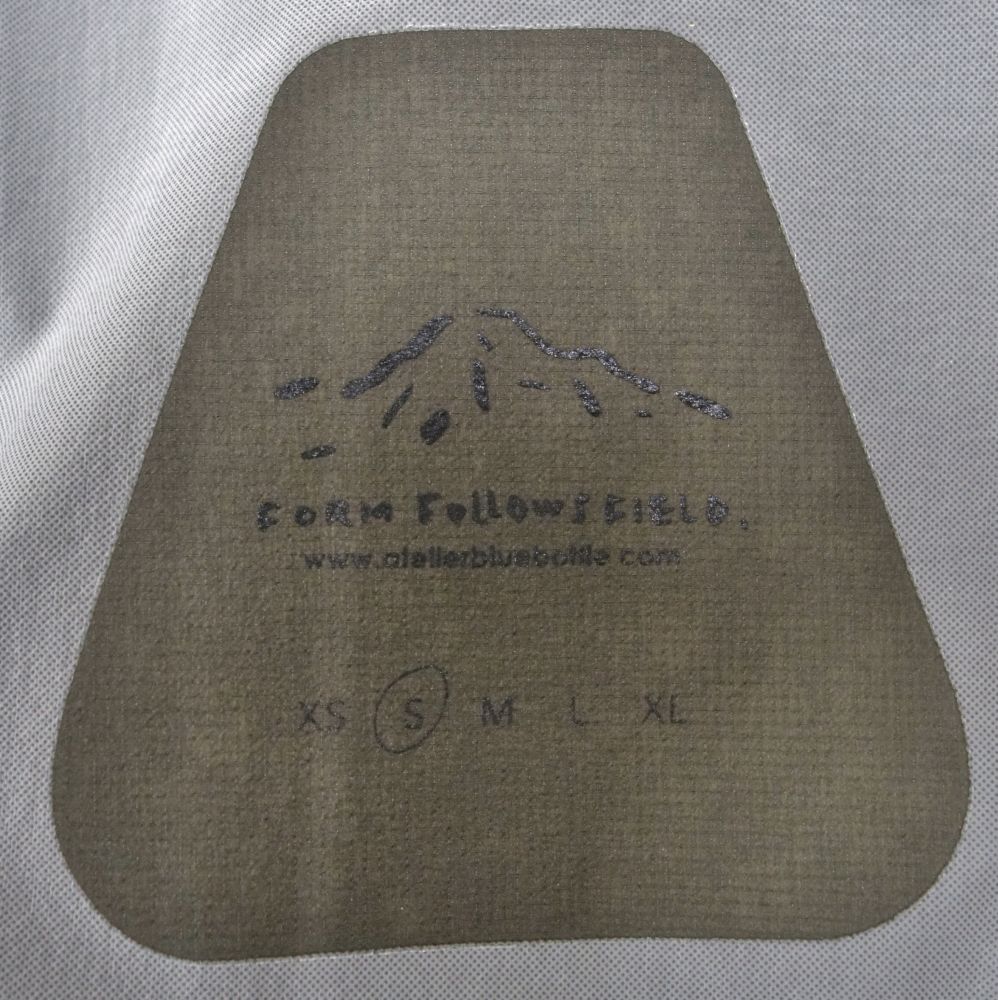 FORM FollowS FIELD.
www.atelierbluebottle.com
XS S M L XL